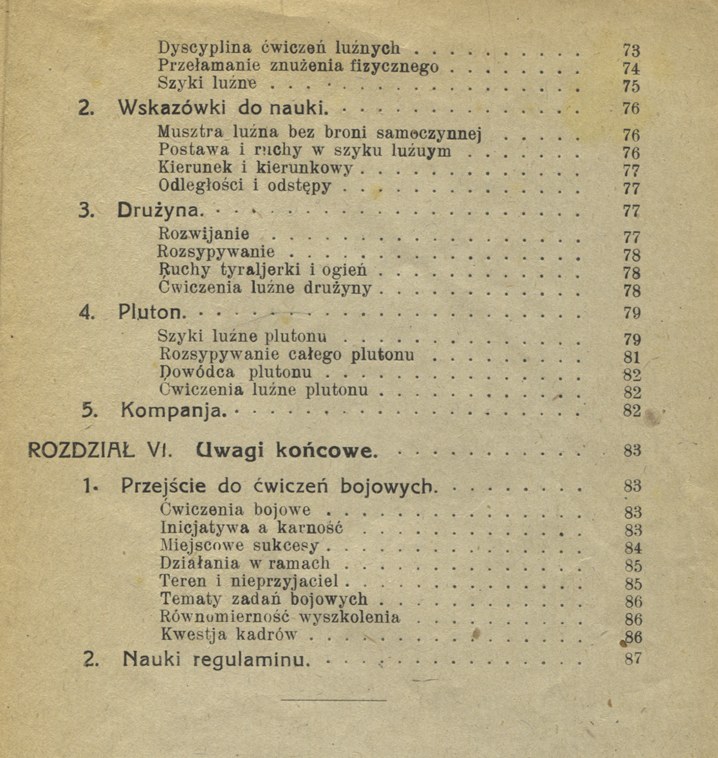 Dyscyplina ćwiczeń luźnych . . . . . . . . . . 73
Przełamanie znużenia fizycznego . . . . . . . . 74
Szyki luźne . . . . . . . . . . . . . . . . . 75
2. Wskazówki do nauki. . . . . . . . . . . . . . 76
Musztra luźna bez broni samoczynnej . . . . . 76
Postawa i ruchy w szyku luźuym . . . . . . . 76
Kierunek i kierunkowy . . . . . . . . . . . . . 77
Odległości i odstępy . . . . . . . . . . . . . . 77
3. Drużyna. . . . . . . . . . . . . . . . . . . . . 77
Rozwijanie . . . . . . . . . . . . . . . . . 77
Rozsypywanie . . . . . . . . . . . . . . . . 78
Ruchy tyraljerki i ogień . . . . . . . . . . . . 78
Ćwiczenia luźne drużyny . . . . . . . . . . . . 78
4. Pluton. . . . . . . . . . . . . . . . . . . . . . 79
Szyki luźne plutonu . . . . . . . . . . . . . . 79
Rozsypywanie całego plutonu . . . . . . . . . 81
Dowódca plutonu . . . . . . . . . . . . . . . 82
Ćwiczenia luźne plutonu . . . . . . . . . . . . 82
5. Kompanja. . . . . . . . . . . . . . . . . . . . 82
ROZDZIAŁ VI. Uwagi końcowe. . . . . . . . . . . . 83
1. Przejście do ćwiczeń bojowych. . . . . . . . . 83
Ćwiczenia bojowe . . . . . . . . . . . . . . . 83
Inicjatywa a karność . . . . . . . . . . . . . 83
Miejscowe sukcesy . . . . . . . . . . . . . . . 84
Działania w ramach . . . . . . . . . . . . . . 85
Teren i nieprzyjaciel . . . . . . . . . . . . . . 85
Tematy zadań bojowych . . . . . . . . . . . . 86
Równomierność wyszkolenia . . . . . . . . . . 86
Kwestja kadrów . . . . . . . . . . . . . . . . 86
2. Nauki regulaminu. . . . . . . . . . . . . . . . 87